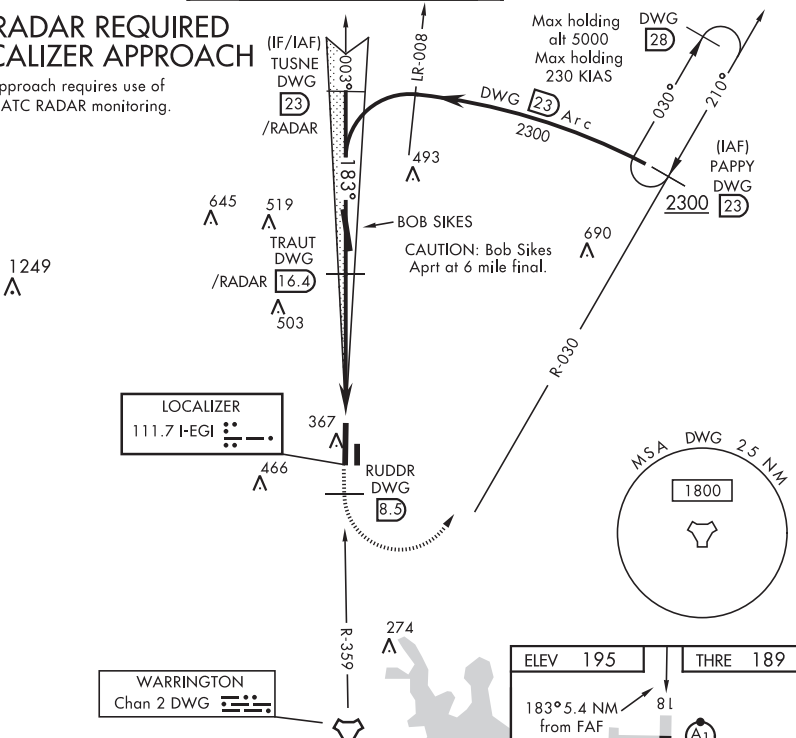 RADAR REQUIRED
CALIZER APPROACH
pproach requires use of
ATC RADAR monitoring.
(IF/IAF)
TUSNE
DWG
23
/RADAR
003°
LR-008
Max holding
alt 5000
Max holding
230 KIAS
DWG
28
030°
210°
DWG 23 Arc
2300
(IAF)
PAPPY
DWG
2300 23
183°
493
645
519
BOB SIKES
CAUTION: Bob Sikes
Aprt at 6 mile final.
690
1249
TRAUT
DWG
/RADAR 16.4
503
R-030
LOCALIZER
111.7 I-EGI
367
466
RUDDR
DWG
8.5
MSA DWG 25 NM
1800
R-359
274
WARRINGTON
Chan 2 DWG
ELEV 195
THRE 189
183° 5.4 NM
from FAF
18
A1